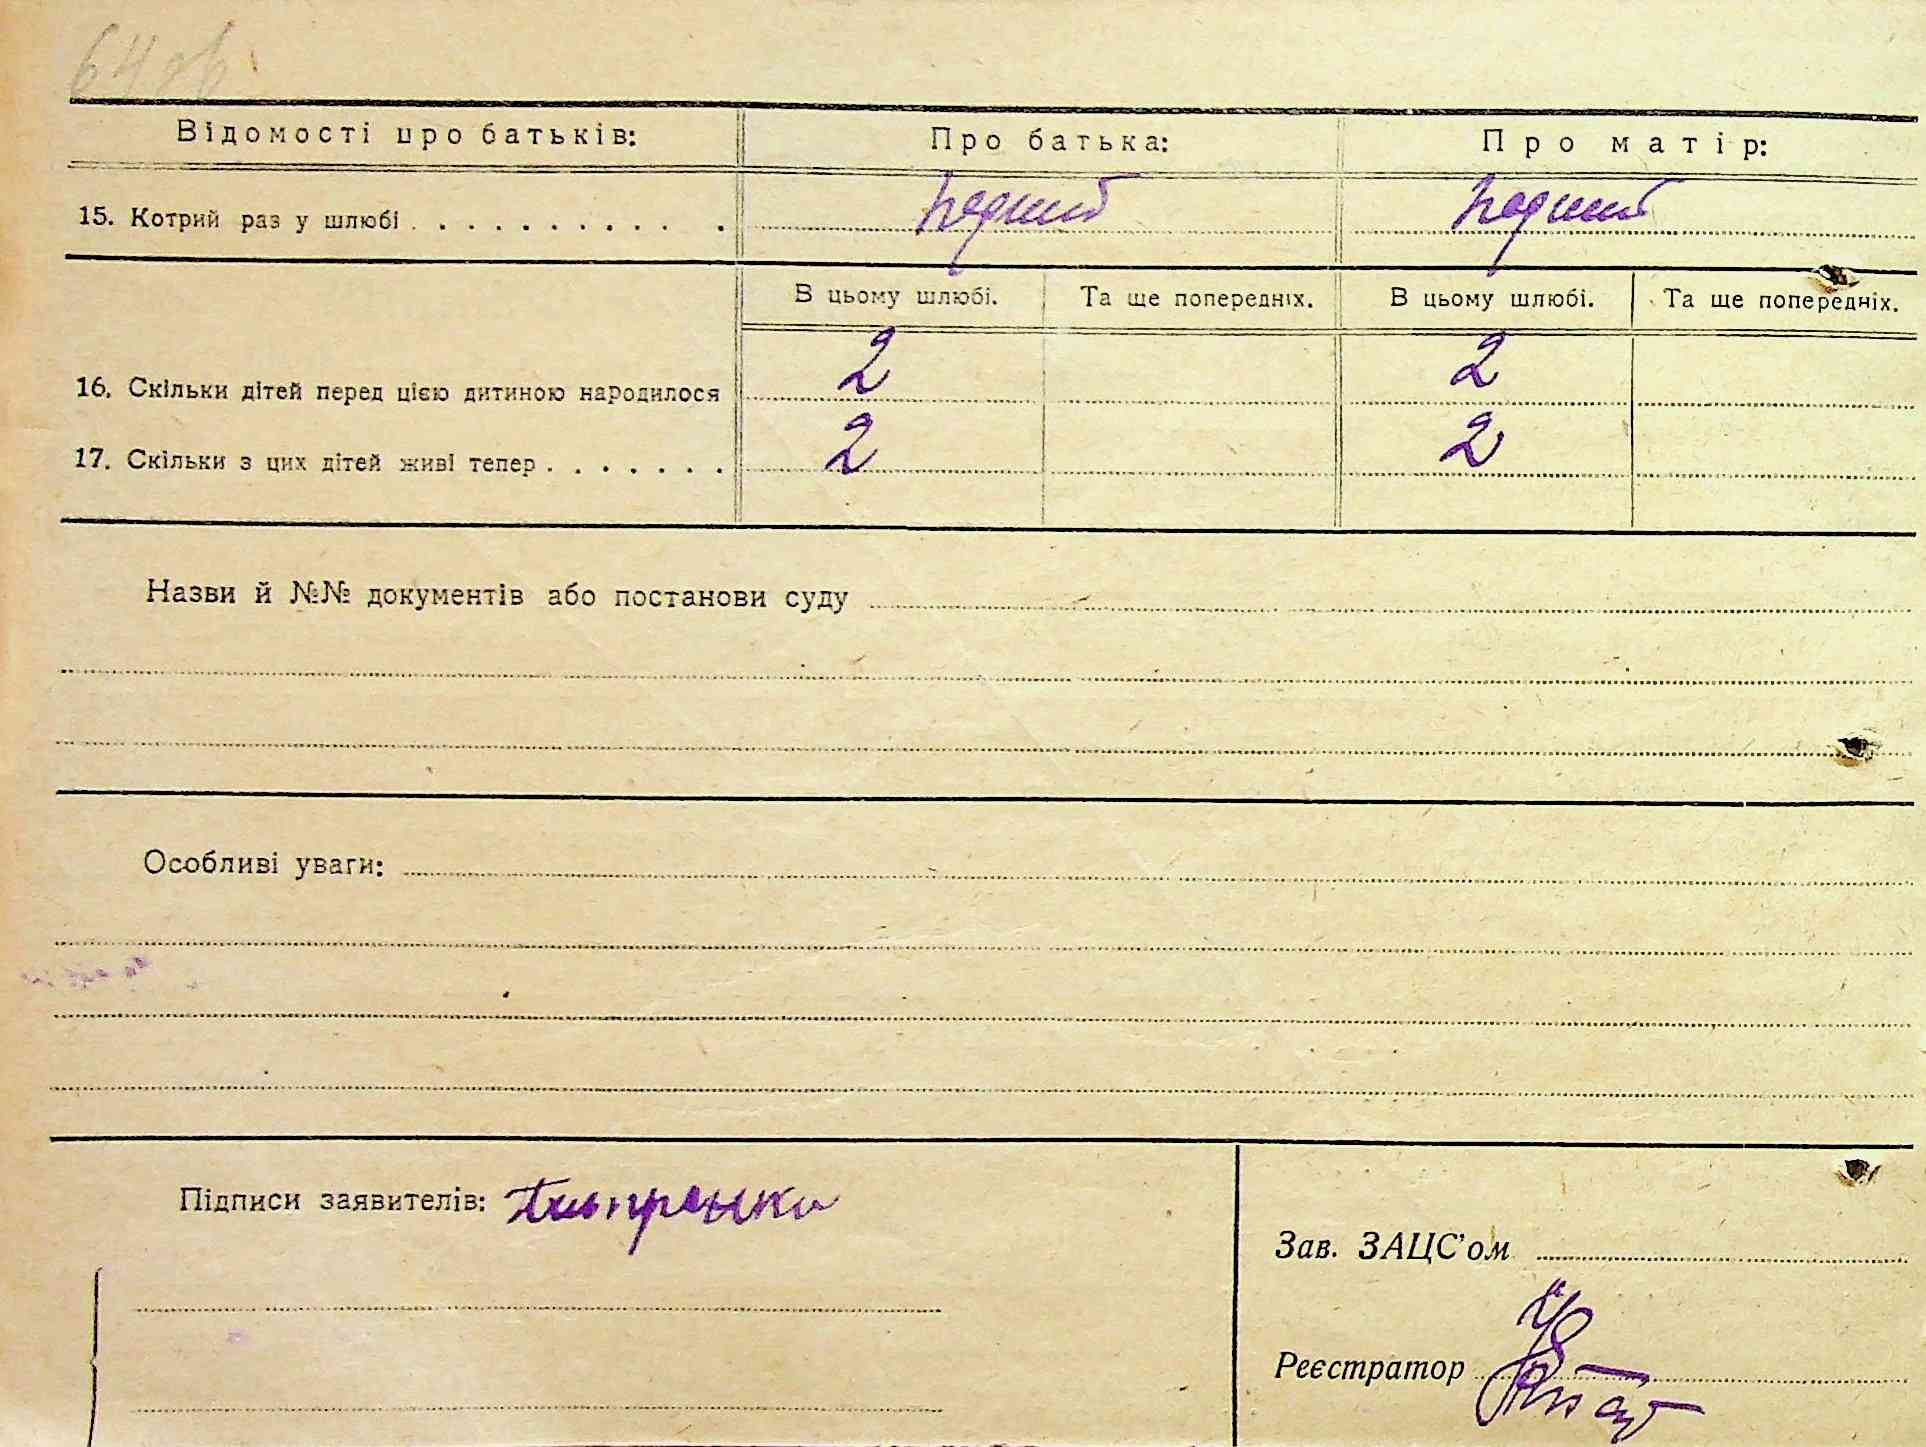 Відомості про батьків: Про батька: Про матір:
15. Котрий раз у шлюбі . . . . . . . . . . . перший перший
В цьому шлюбі. Та ще попередніх. В цьому шлюбі. Та ще попередніх.
16. Скільки дітей перед цією дитиною народилося 2 2
17. Скільки з цих дітей живі тепер . . . . . . . 2 2
Назви й №№ документів або постанови суду
Особливі уваги:
Підписи заявителів:
Зав. ЗАЦС'ом
Реєстратор